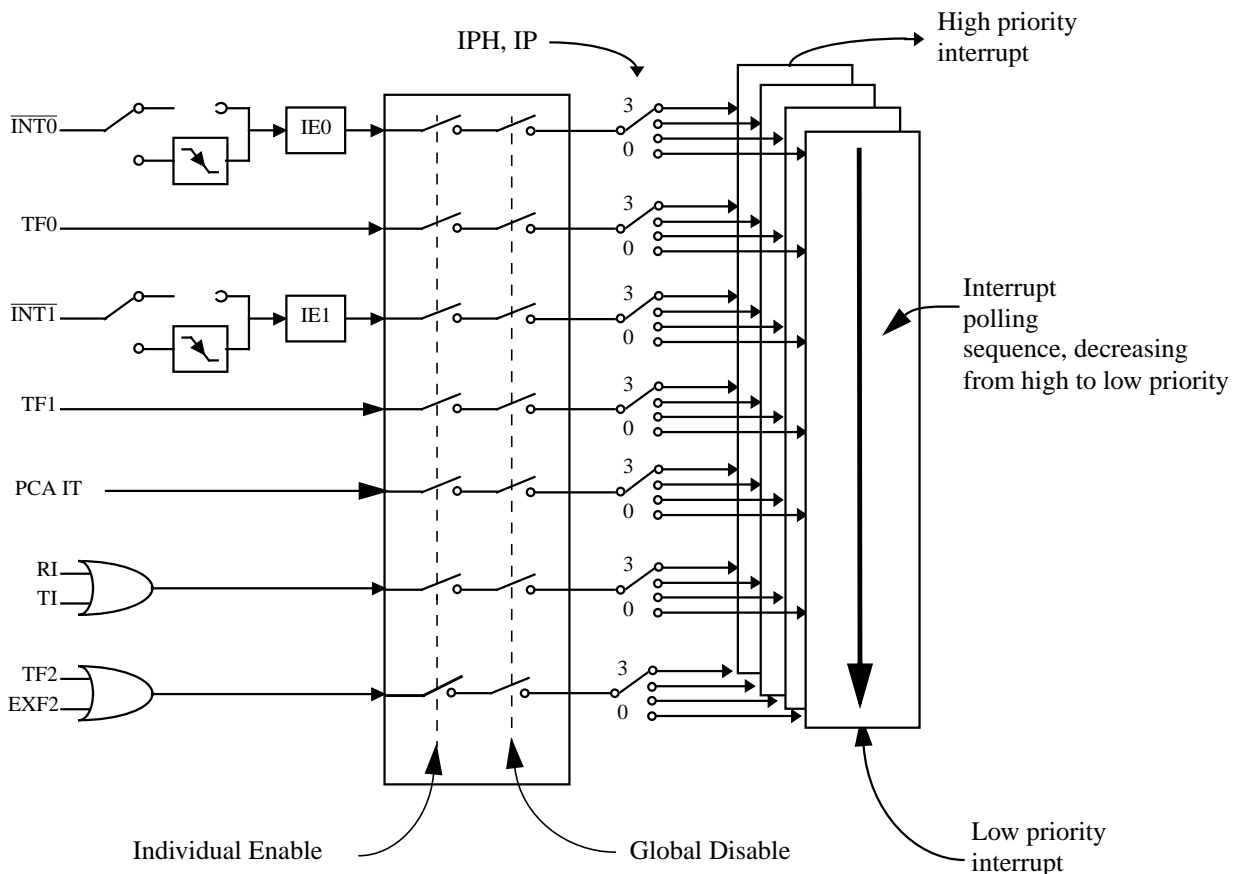 High priority
interrupt
IPH, IP
INT0
IE0
3
0
TF0
3
0
INT1
IE1
3
0
Interrupt
polling
sequence, decreasing
from high to low priority
TF1
3
0
PCA IT
3
0
RI
TI
3
0
TF2
EXF2
3
0
Individual Enable
Global Disable
Low priority
interrupt